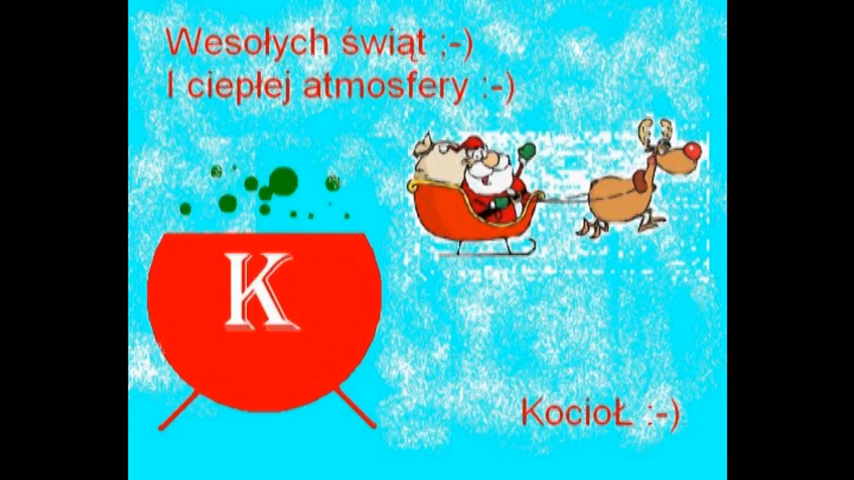 Wesołych świąt ;-)
I ciepłej atmosfery :-)
K
KocioŁ :-)